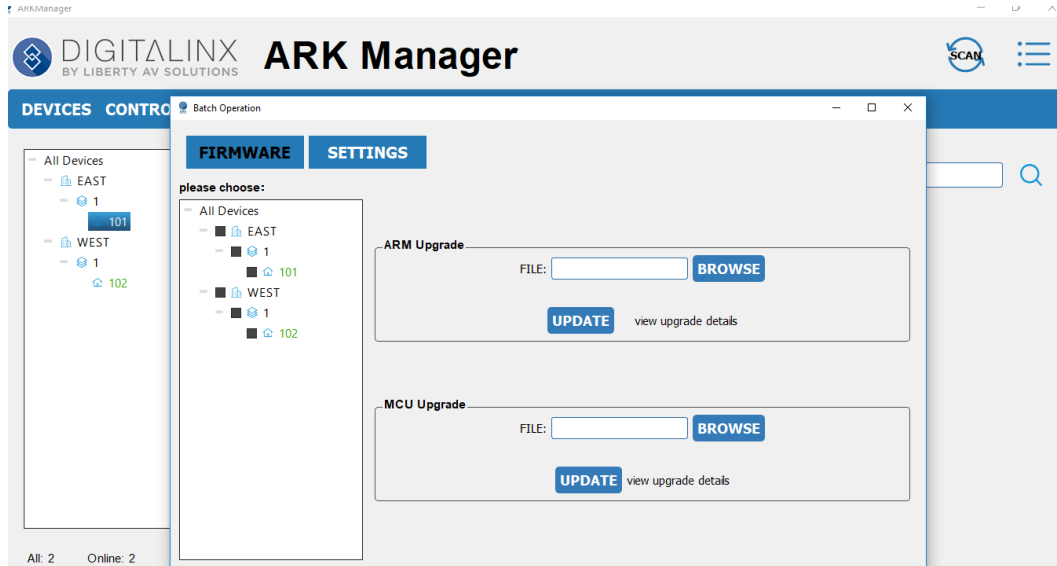 ARKManager
DIGITALINX
BY LIBERTY AV SOLUTIONS
ARK Manager
SCAN
DEVICES CONTRO
All Devices
EAST
1
101
WEST
1
102
All: 2 Online: 2
Batch Operation
FIRMWARE SETTINGS
please choose:
All Devices
EAST
1
101
WEST
1
102
ARM Upgrade
FILE: BROWSE
UPDATE view upgrade details
MCU Upgrade
FILE: BROWSE
UPDATE view upgrade details